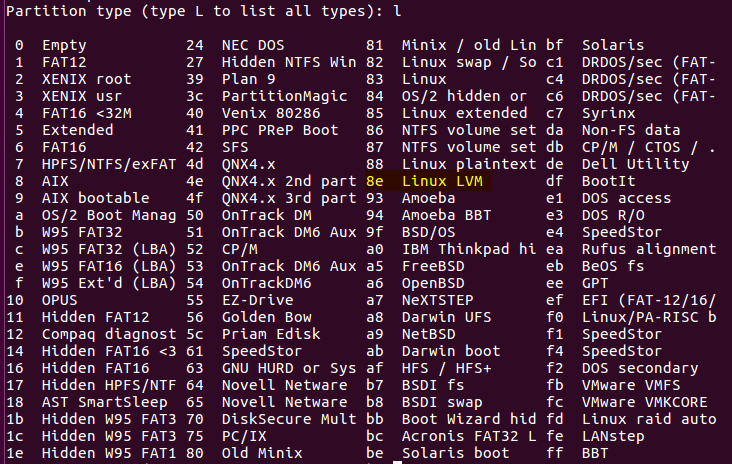 Partition type (type L to list all types): l
0 Empty 24 NEC DOS 81 Minix / old Lin bf Solaris
1 FAT12 27 Hidden NTFS Win 82 Linux swap / So c1 DRDOS/sec (FAT-
2 XENIX root 39 Plan 9 83 Linux c4 DRDOS/sec (FAT-
3 XENIX usr 3c PartitionMagic 84 OS/2 hidden or c6 DRDOS/sec (FAT-
4 FAT16 <32M 40 Venix 80286 85 Linux extended c7 Syrinx
5 Extended 41 PPC PReP Boot 86 NTFS volume set da Non-FS data
6 FAT16 42 SFS 87 NTFS volume set db CP/M / CTOS / .
7 HPFS/NTFS/exFAT 4d QNX4.x 88 Linux plaintext de Dell Utility
8 AIX 4e QNX4.x 2nd part 8e Linux LVM df BootIt
9 AIX bootable 4f QNX4.x 3rd part 93 Amoeba e1 DOS access
a OS/2 Boot Manag 50 OnTrack DM 94 Amoeba BBT e3 DOS R/O
b W95 FAT32 51 OnTrack DM6 Aux 9f BSD/OS e4 SpeedStor
c W95 FAT32 (LBA) 52 CP/M a0 IBM Thinkpad hi ea Rufus alignment
e W95 FAT16 (LBA) 53 OnTrack DM6 Aux a5 FreeBSD eb BeOS fs
f W95 Ext'd (LBA) 54 OnTrackDM6 a6 OpenBSD ee GPT
10 OPUS 55 EZ-Drive a7 NeXTSTEP ef EFI (FAT-12/16/
11 Hidden FAT12 56 Golden Bow a8 Darwin UFS f0 Linux/PA-RISC b
12 Compaq diagnost 5c Priam Edisk a9 NetBSD f1 SpeedStor
14 Hidden FAT16 <3 61 SpeedStor ab Darwin boot f4 SpeedStor
16 Hidden FAT16 63 GNU HURD or Sys af HFS / HFS+ f2 DOS secondary
17 Hidden HPFS/NTF 64 Novell Netware b7 BSDI fs fb VMware VMFS
18 AST SmartSleep 65 Novell Netware b8 BSDI swap fc VMware VMKCORE
1b Hidden W95 FAT3 70 DiskSecure Mult bb Boot Wizard hid fd Linux raid auto
1c Hidden W95 FAT3 75 PC/IX bc Acronis FAT32 L fe LANstep
1e Hidden W95 FAT1 80 Old Minix be Solaris boot ff BBT